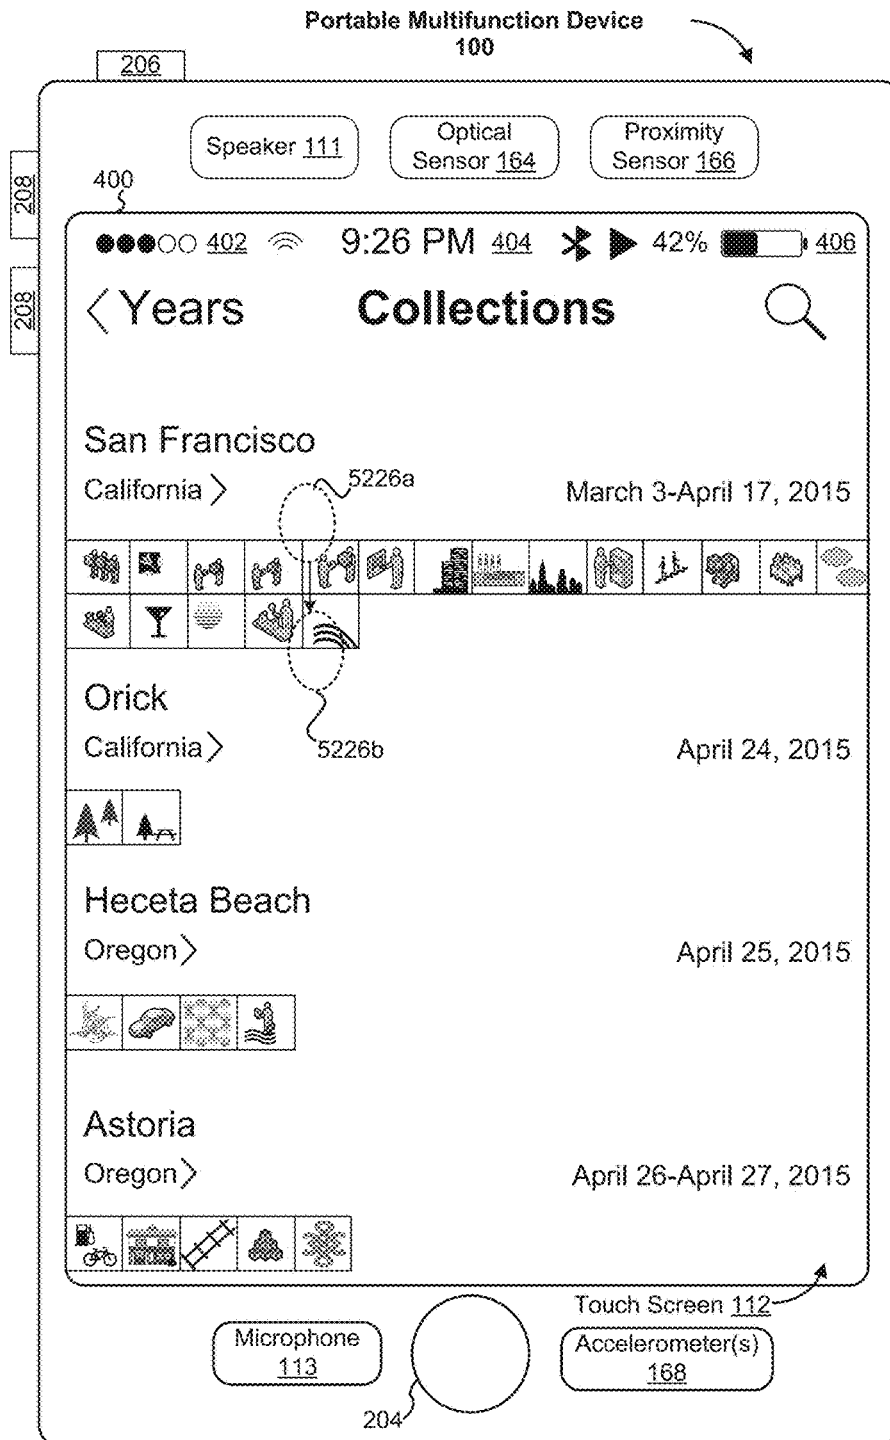 Portable Multifunction Device
100
206
Speaker 111
Optical
Sensor 164
Proximity
Sensor 166
208
400
402 9:26 PM 404 42% 406
208
Years Collections
San Francisco
California 5226a March 3-April 17, 2015
Orick
California 5226b April 24, 2015
Heceta Beach
Oregon April 25, 2015
Astoria
Oregon April 26-April 27, 2015
Touch Screen 112
Microphone
113
Accelerometer(s)
168
204